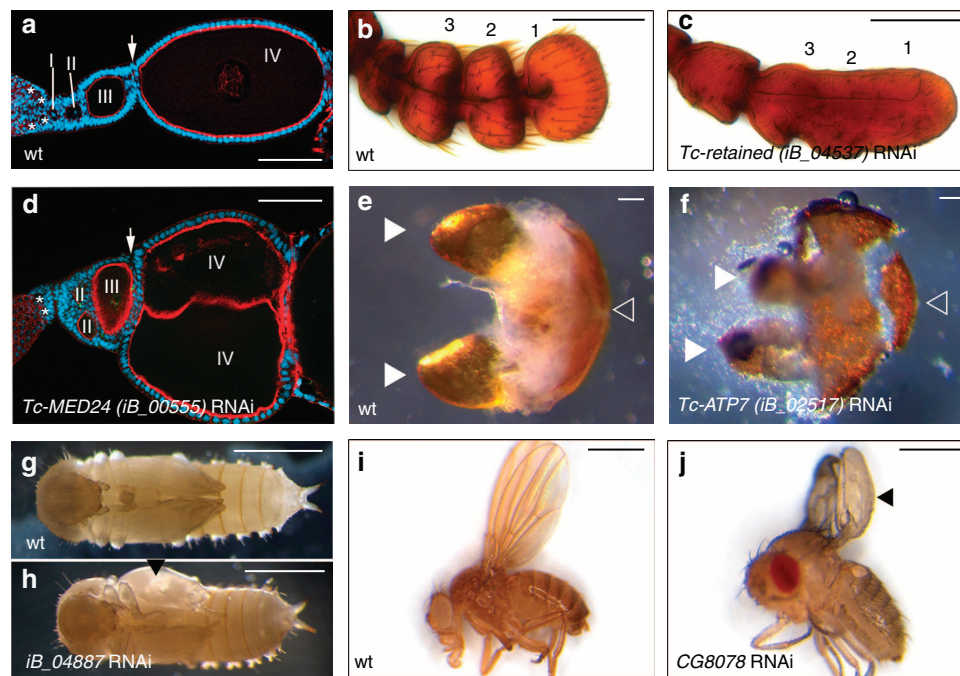 a
I
II
III
IV
* * * *
wt
b
3 2 1
wt
c
3 2 1
Tc-retained (iB_04537) RNAi
d
* *
II
II
III
IV
IV
Tc-MED24 (iB_00555) RNAi
e
wt
f
Tc-ATP7 (iB_02517) RNAi
g
wt
h
iB_04887 RNAi
i
wt
j
CG8078 RNAi